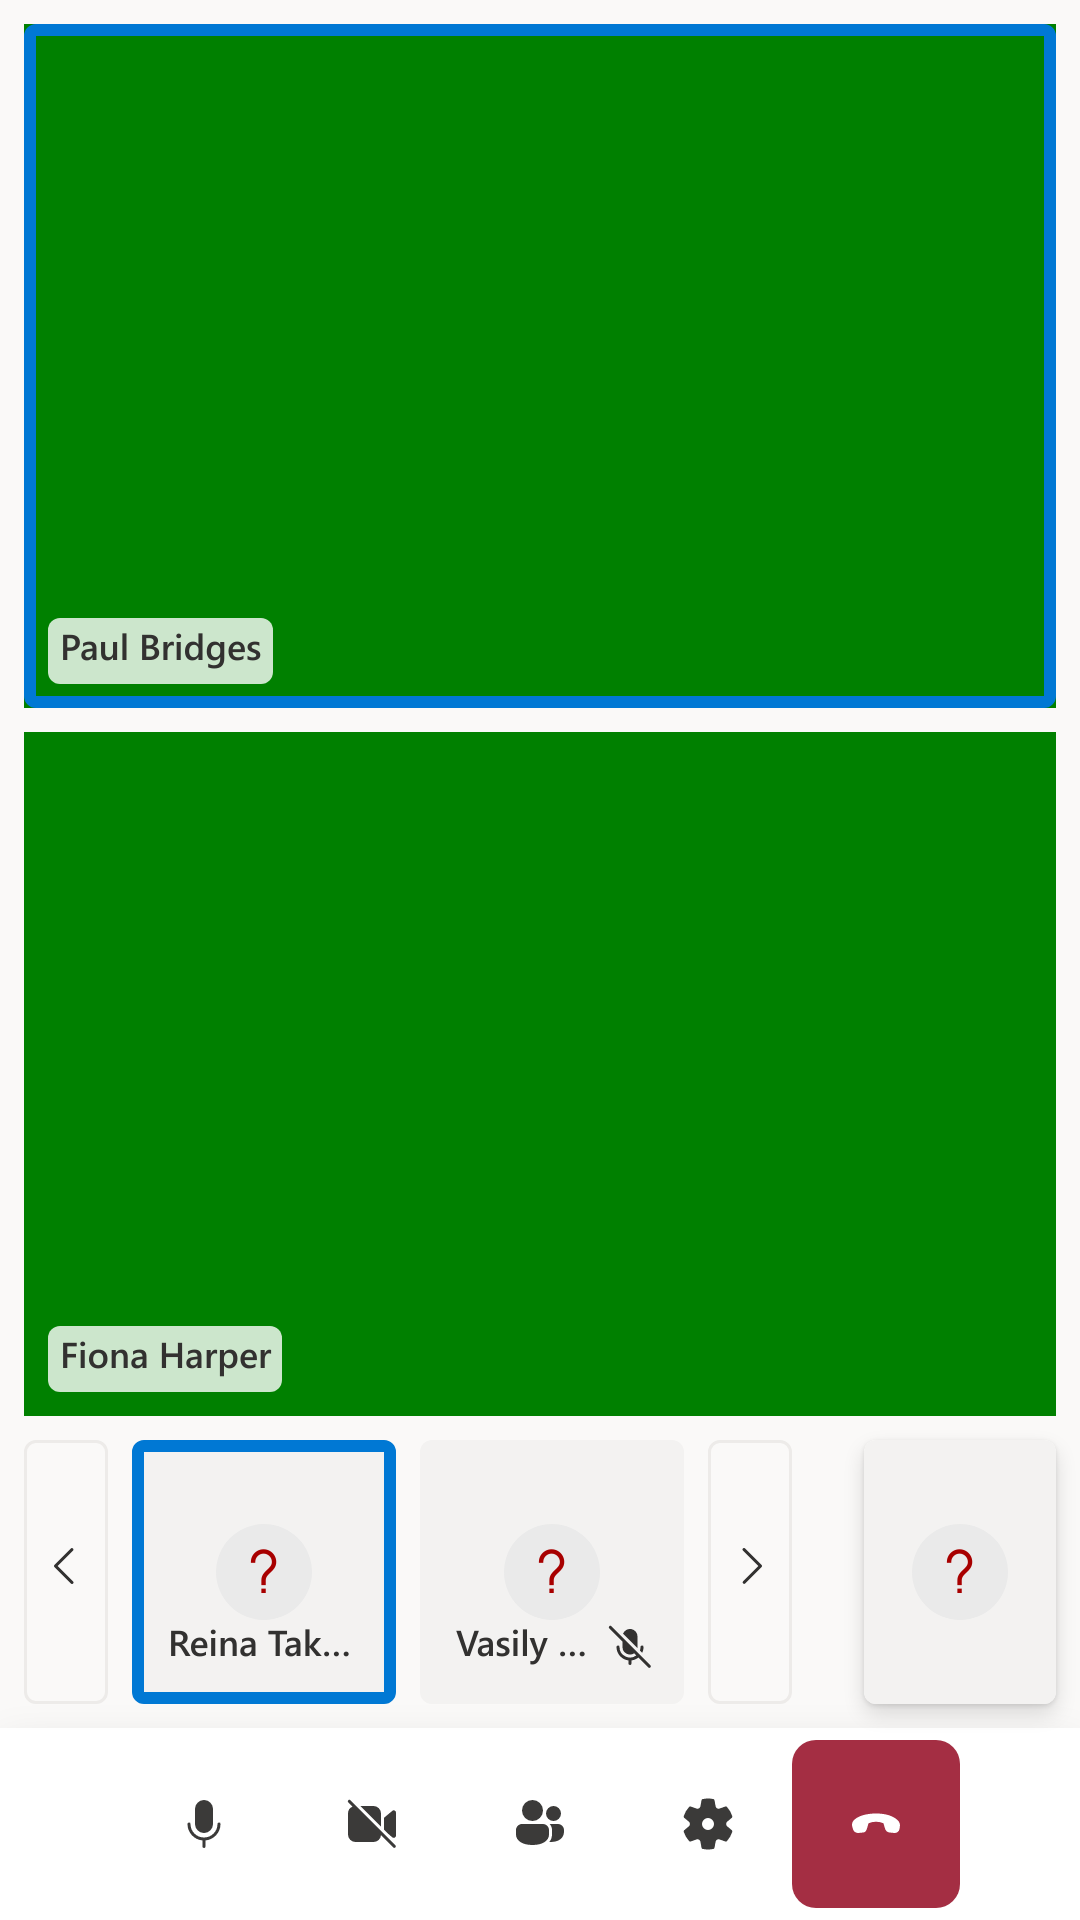 Paul Bridges
Fiona Harper
?
?
?
Reina Tak...
Vasily ...